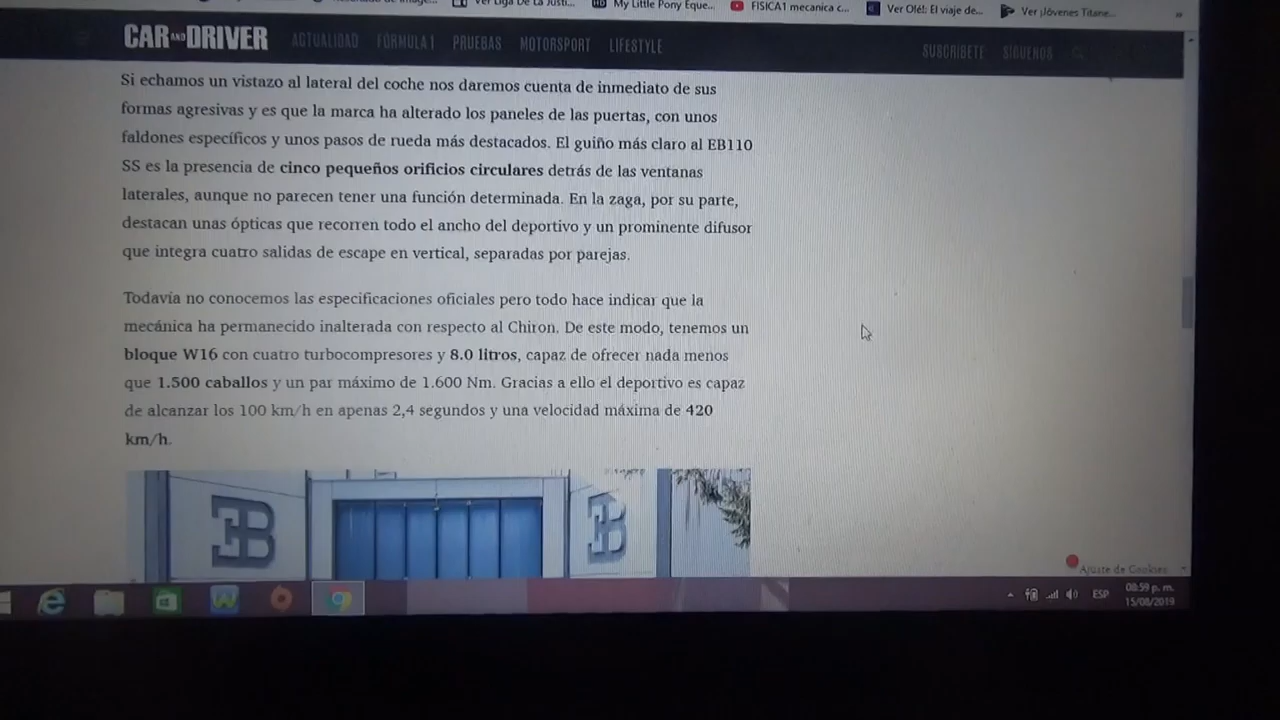 Ver Liga De La Justi...
My Little Pony Eque...
FISICA1 mecanica c...
Ver Olé!: El viaje de...
Ver ¡Jóvenes Titane...
»
CAR AND DRIVER ACTUALIDAD FÓRMULA 1 PRUEBAS MOTORSPORT LIFESTYLE SUSCRÍBETE SÍGUENOS
Si echamos un vistazo al lateral del coche nos daremos cuenta de inmediato de sus
formas agresivas y es que la marca ha alterado los paneles de las puertas, con unos
faldones específicos y unos pasos de rueda más destacados. El guiño más claro al EB110
SS es la presencia de cinco pequeños orificios circulares detrás de las ventanas
laterales, aunque no parecen tener una función determinada. En la zaga, por su parte,
destacan unas ópticas que recorren todo el ancho del deportivo y un prominente difusor
que integra cuatro salidas de escape en vertical, separadas por parejas.
Todavía no conocemos las especificaciones oficiales pero todo hace indicar que la
mecánica ha permanecido inalterada con respecto al Chiron. De este modo, tenemos un
bloque W16 con cuatro turbocompresores y 8.0 litros, capaz de ofrecer nada menos
que 1.500 caballos y un par máximo de 1.600 Nm. Gracias a ello el deportivo es capaz
de alcanzar los 100 km/h en apenas 2,4 segundos y una velocidad máxima de 420
km/h.
EB EB
Ajuste de Cookies
ESP
08:59 p. m.
15/08/2019